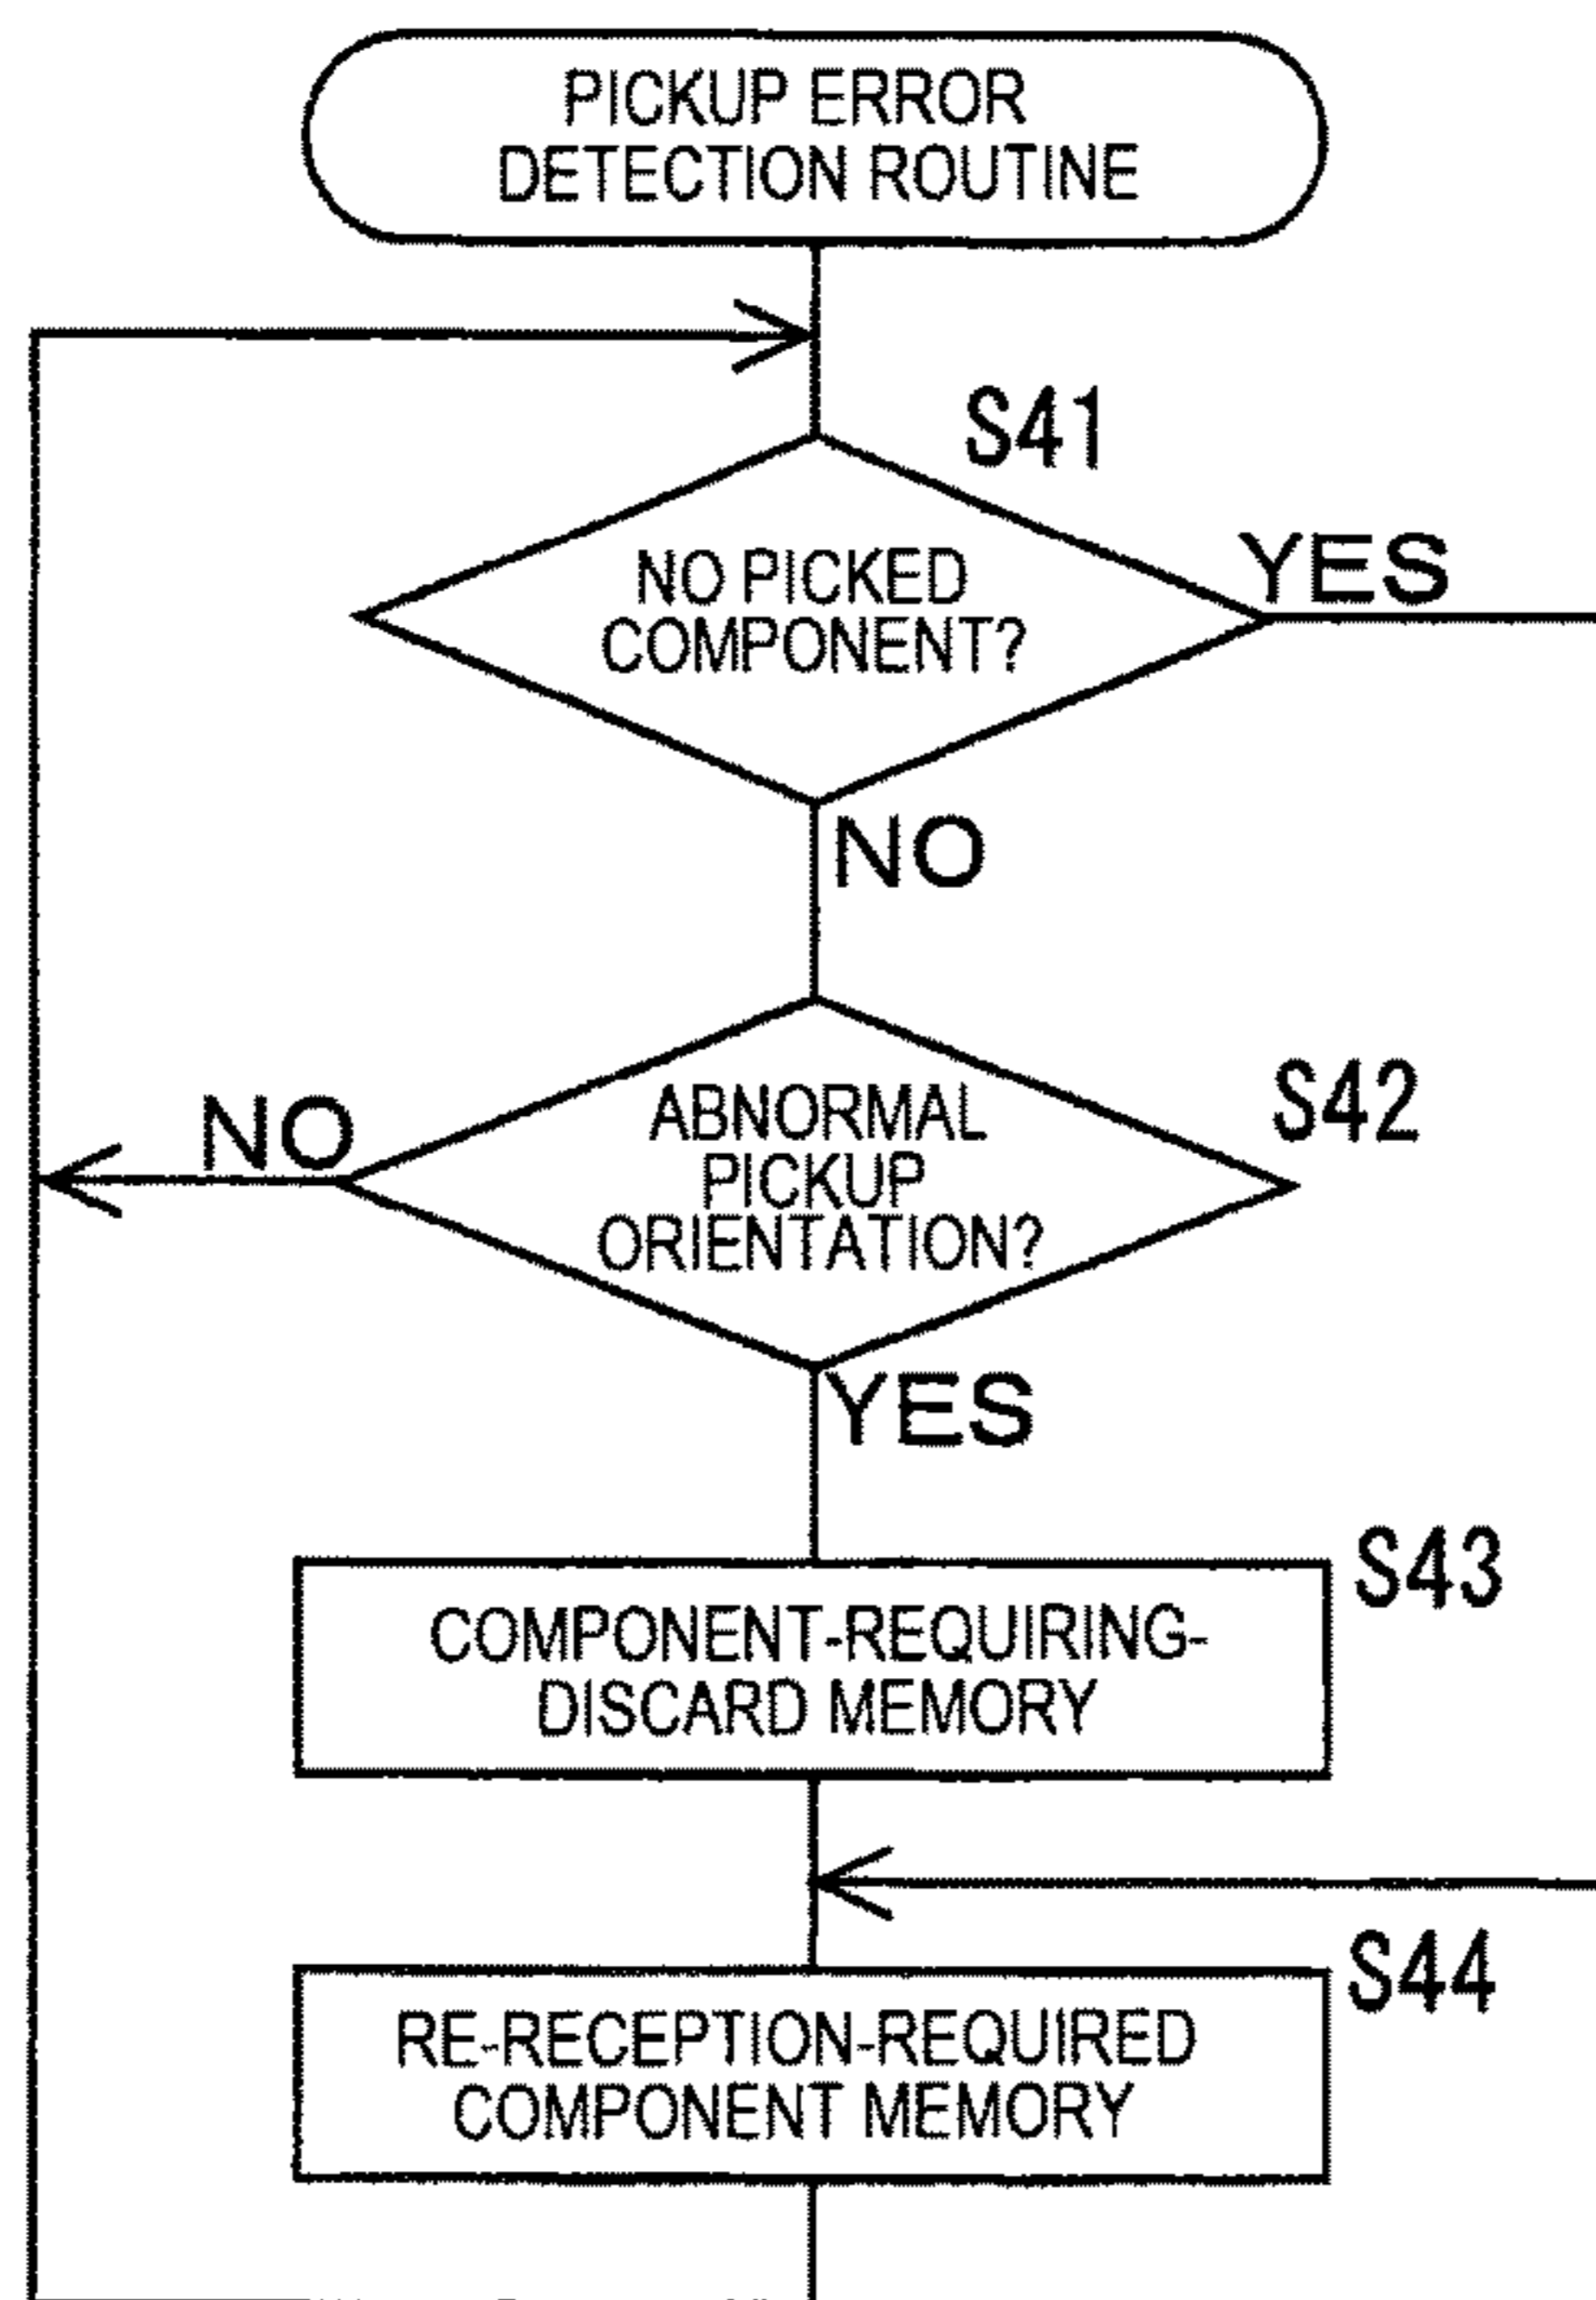 PICKUP ERROR
DETECTION ROUTINE
S41
NO PICKED
COMPONENT?
YES
NO
ABNORMAL
PICKUP
ORIENTATION?
S42
NO
YES
S43
COMPONENT-REQUIRING-
DISCARD MEMORY
S44
RE-RECEPTION-REQUIRED
COMPONENT MEMORY